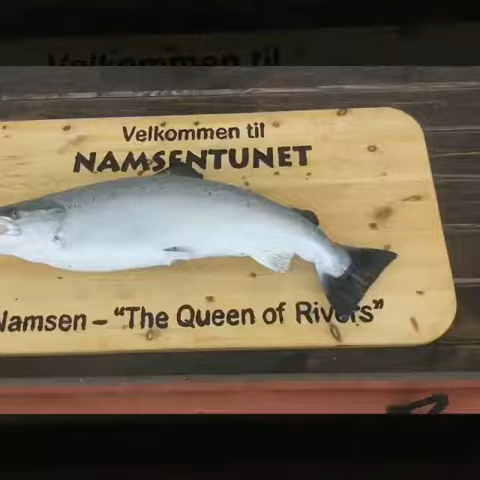 Velkommen til
NAMSENTUNET
Namsen – "The Queen of Rivers"